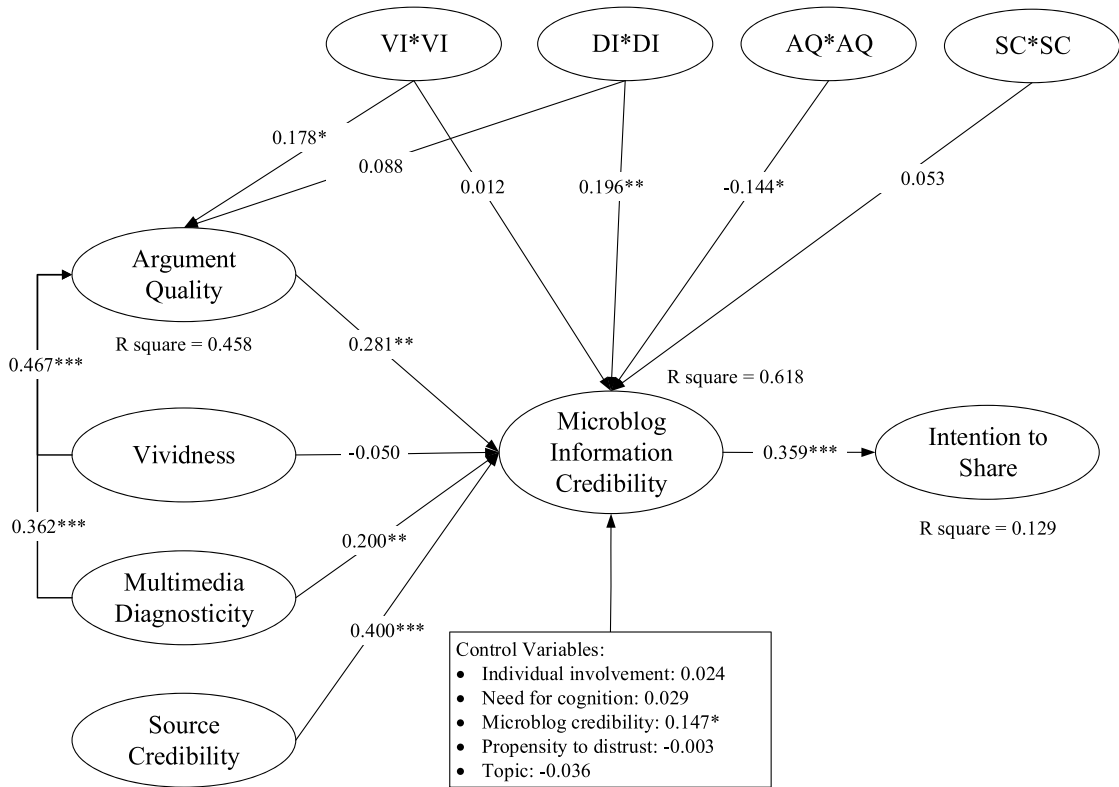 VI*VI
DI*DI
AQ*AQ
SC*SC
0.178*
0.088
0.012
0.196**
-0.144*
0.053
Argument
Quality
R square = 0.458
0.467***
0.281**
R square = 0.618
Vividness
-0.050
Microblog
Information
Credibility
0.359***
Intention to
Share
R square = 0.129
0.362***
0.200**
Multimedia
Diagnosticity
0.400***
Source
Credibility
Control Variables:
• Individual involvement: 0.024
• Need for cognition: 0.029
• Microblog credibility: 0.147*
• Propensity to distrust: -0.003
• Topic: -0.036